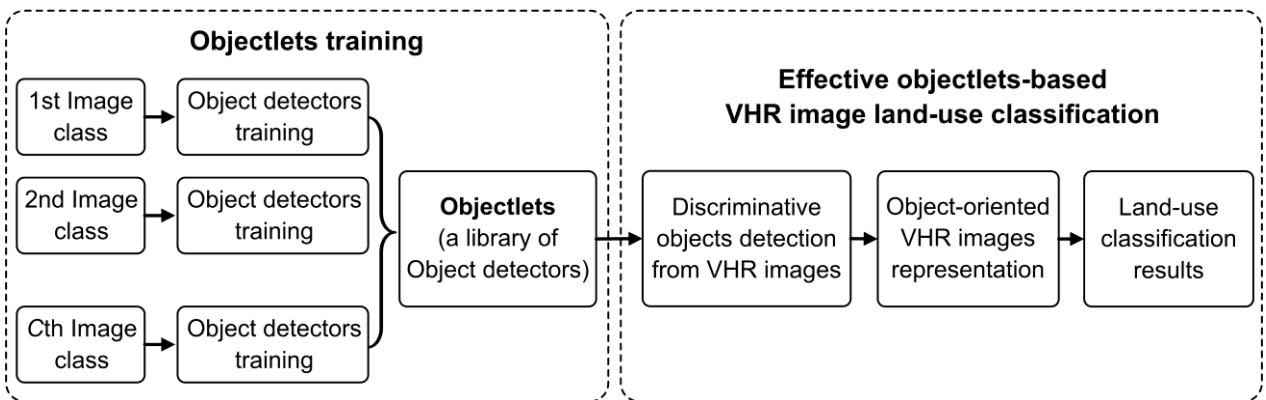 Objectlets training
1st Image
class
Object detectors
training
2nd Image
class
Object detectors
training
Cth Image
class
Object detectors
training
Objectlets
(a library of
Object detectors)
Effective objectlets-based
VHR image land-use classification
Discriminative
objects detection
from VHR images
Object-oriented
VHR images
representation
Land-use
classification
results